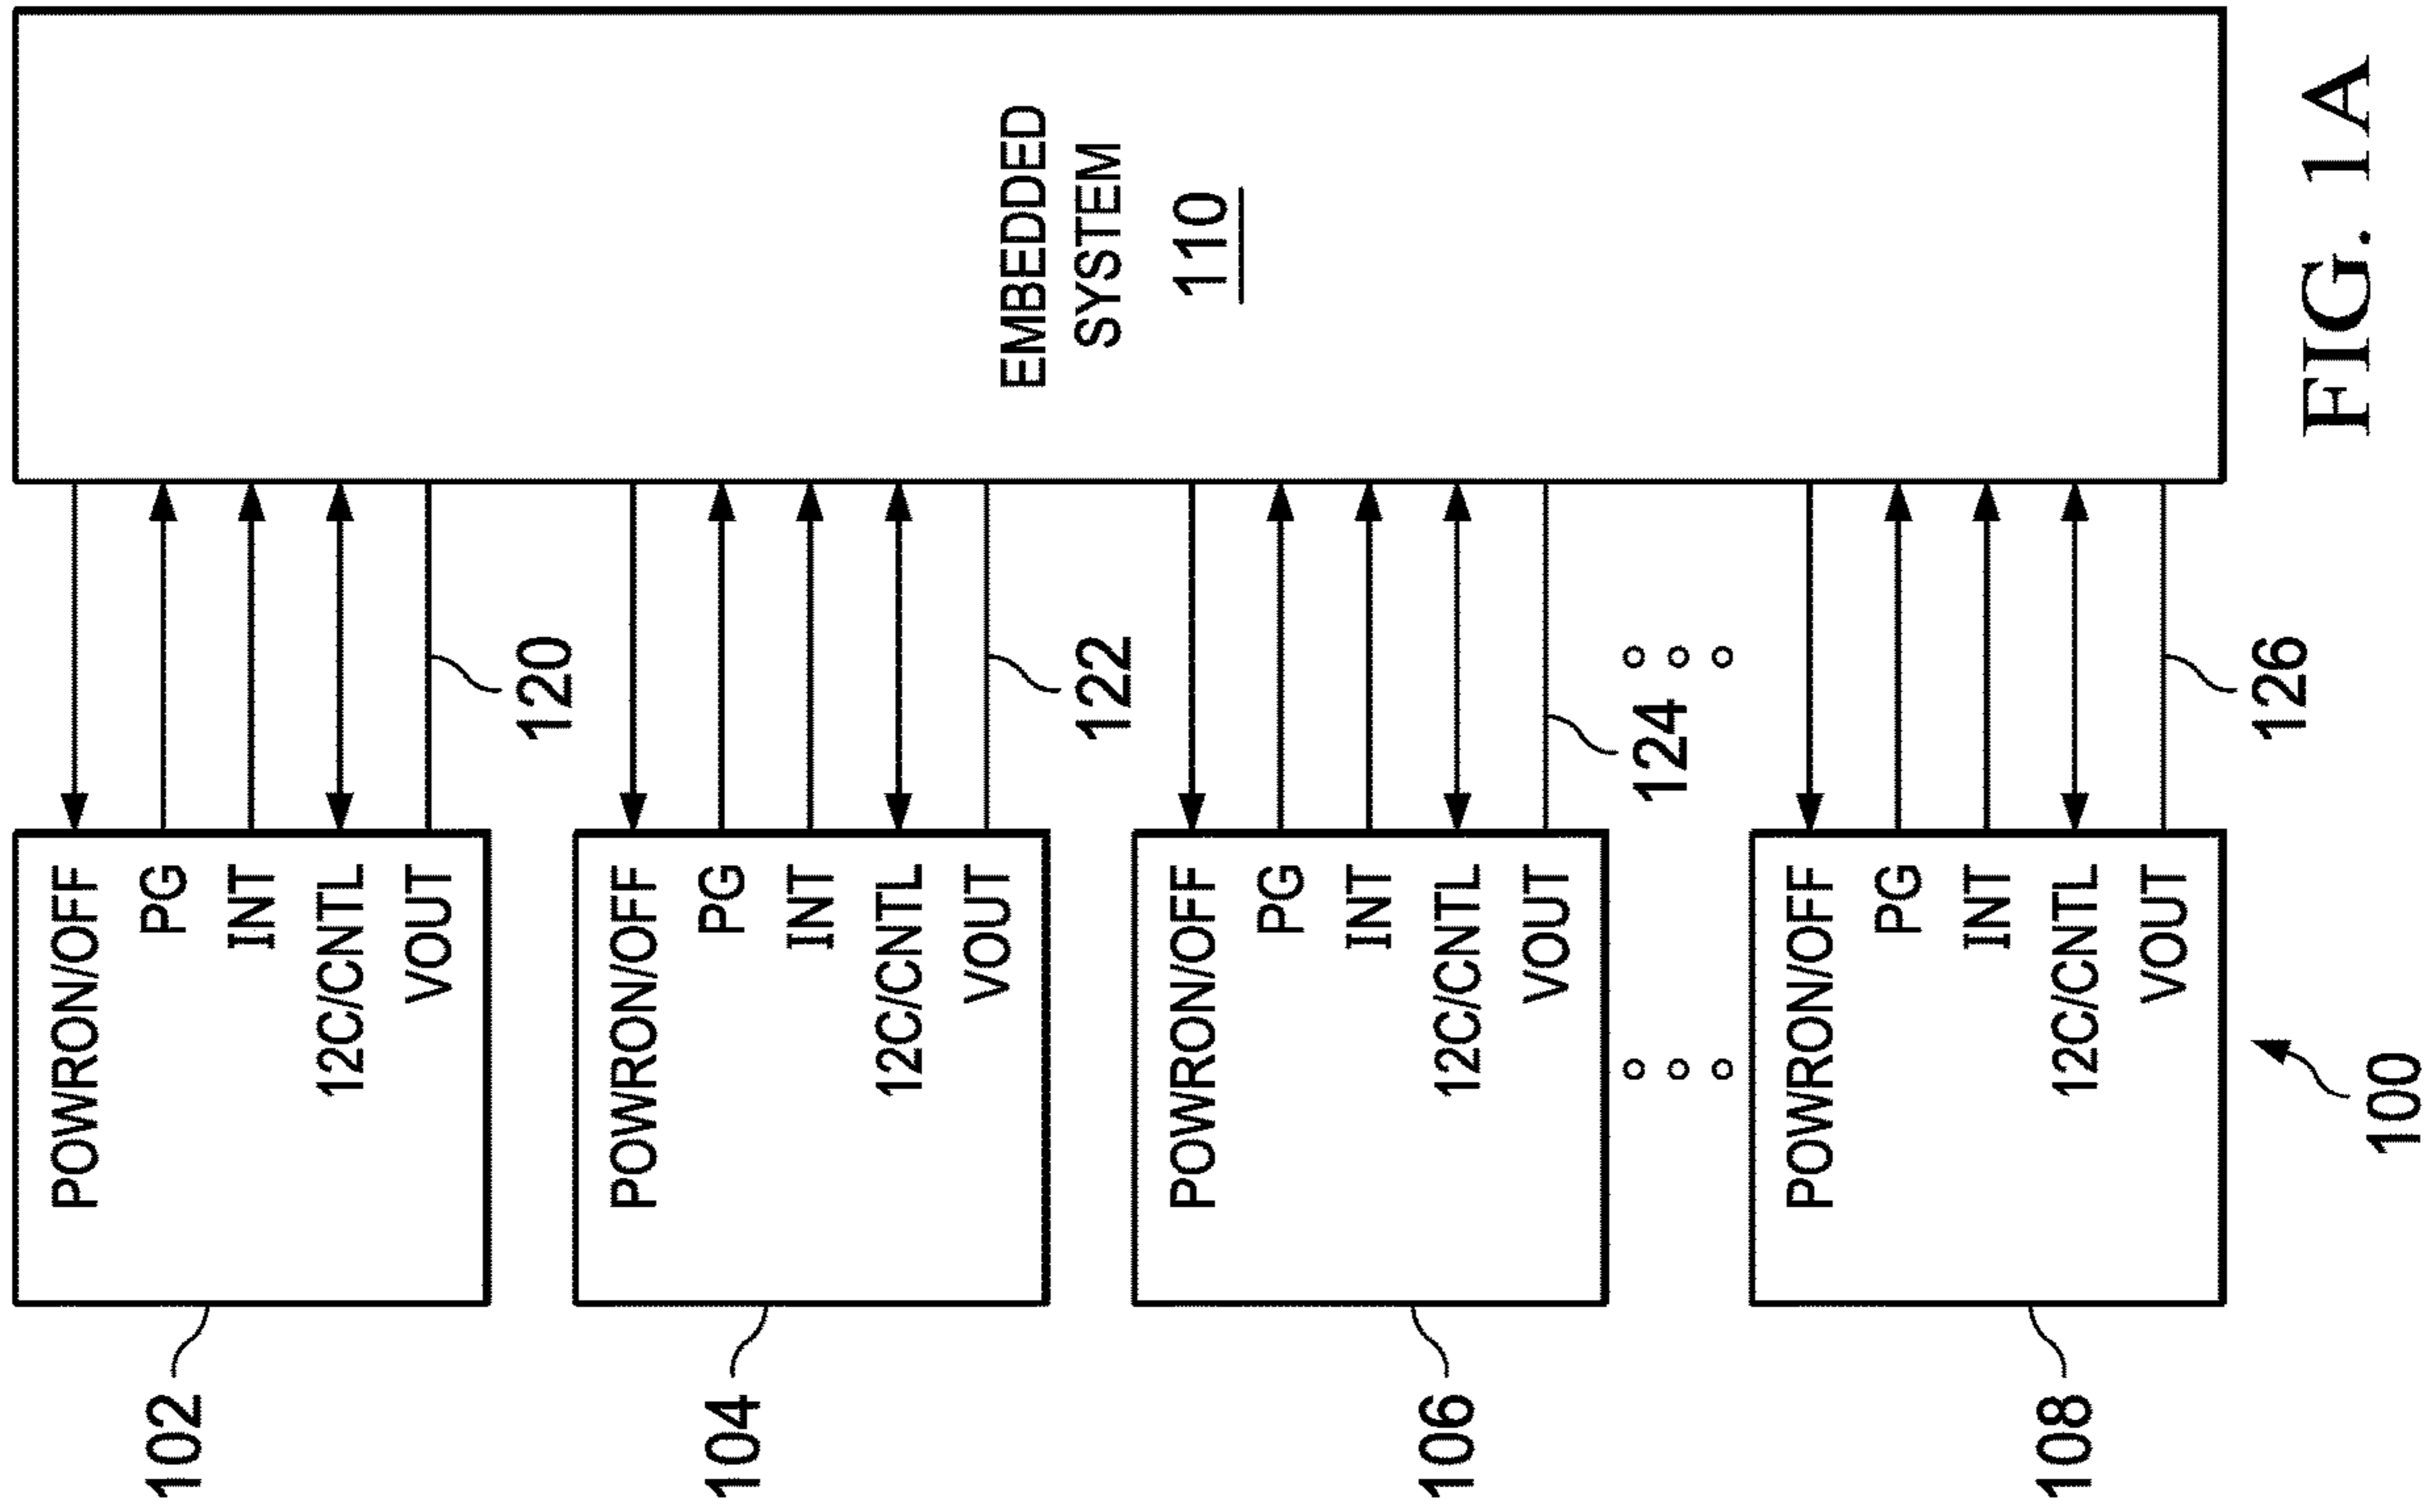 102
POWRON/OFF
PG
INT
12C/CNTL
VOUT
120
104
POWRON/OFF
PG
INT
12C/CNTL
VOUT
122
106
POWRON/OFF
PG
INT
12C/CNTL
VOUT
124
108
POWRON/OFF
PG
INT
12C/CNTL
VOUT
126
100
EMBEDDED
SYSTEM
110
FIG. 1A